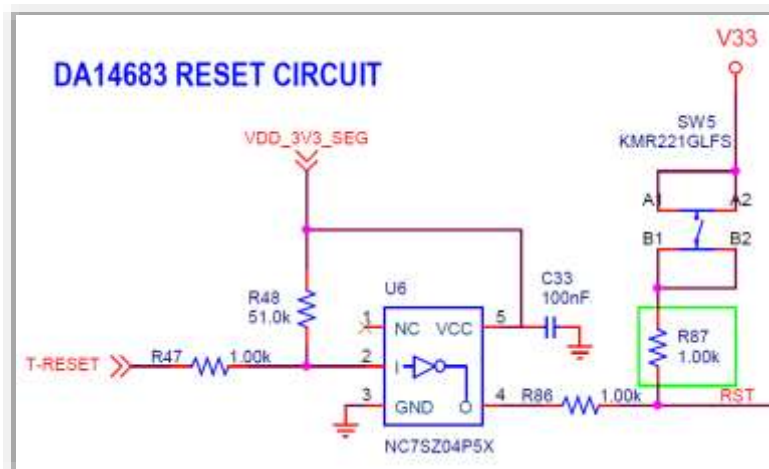 DA14683 RESET CIRCUIT
V33
VDD_3V3_SEG
SW5
KMR221GLFS
A1 A2
B1 B2
U6
C33
100nF
R48
51.0k
1 NC VCC 5
R87
1.00k
T-RESET R47 1.00k 2 I
3 GND O 4 R86 1.00k RST
NC7SZ04P5X